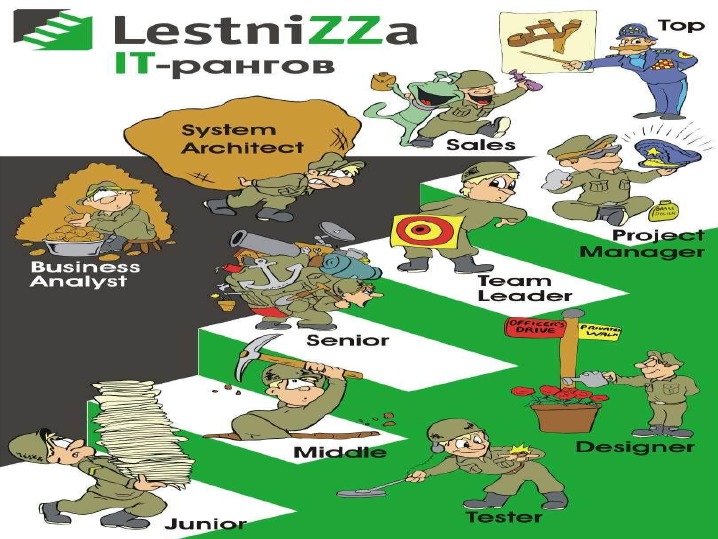 LestniZZa
IT-рангов
Top
System
Architect
Sales
Project
Manager
Business
Analyst
Team
Leader
Senior
OFFICER'S
DRIVE
PRIVATES
WALK
Middle
Designer
Junior
Tester